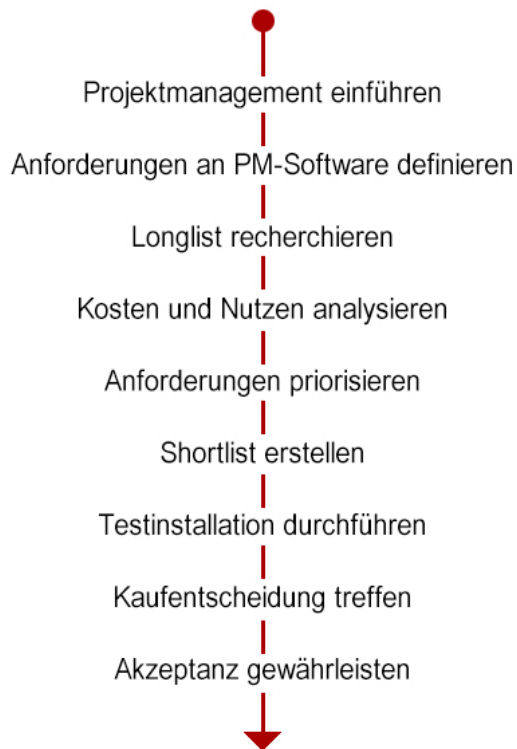 Projektmanagement einführen
Anforderungen an PM-Software definieren
Longlist recherchieren
Kosten und Nutzen analysieren
Anforderungen priorisieren
Shortlist erstellen
Testinstallation durchführen
Kaufentscheidung treffen
Akzeptanz gewährleisten